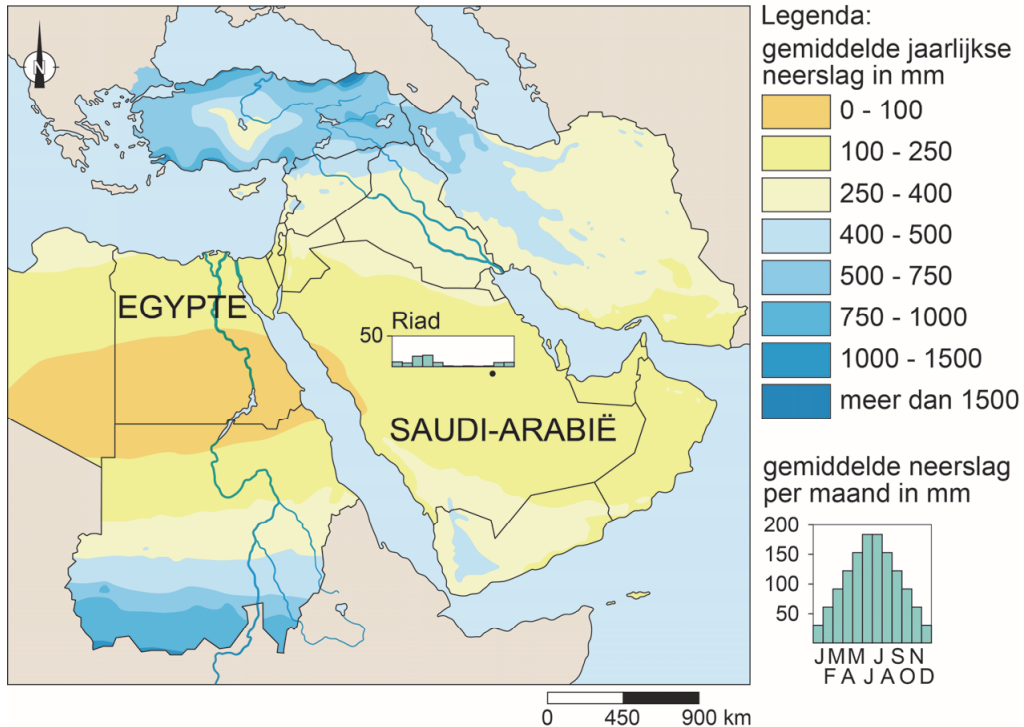 N
EGYPTE
50
Riad
SAUDI-ARABIË
0 450 900 km
Legenda:
gemiddelde jaarlijkse
neerslag in mm
0 - 100
100 - 250
250 - 400
400 - 500
500 - 750
750 - 1000
1000 - 1500
meer dan 1500
gemiddelde neerslag
per maand in mm
200
150
100
50
J M M J S N
F A J A O D